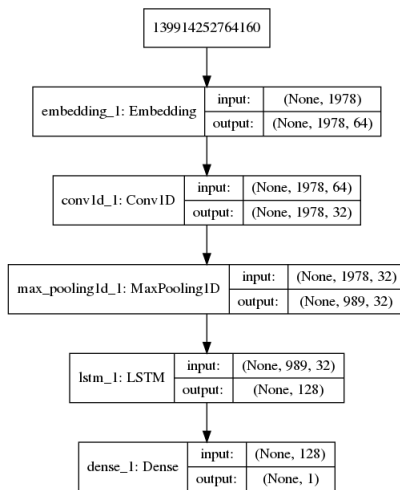 139914252764160
embedding_1: Embedding
input: (None, 1978)
output: (None, 1978, 64)
conv1d_1: Conv1D
input: (None, 1978, 64)
output: (None, 1978, 32)
max_pooling1d_1: MaxPooling1D
input: (None, 1978, 32)
output: (None, 989, 32)
lstm_1: LSTM
input: (None, 989, 32)
output: (None, 128)
dense_1: Dense
input: (None, 128)
output: (None, 1)